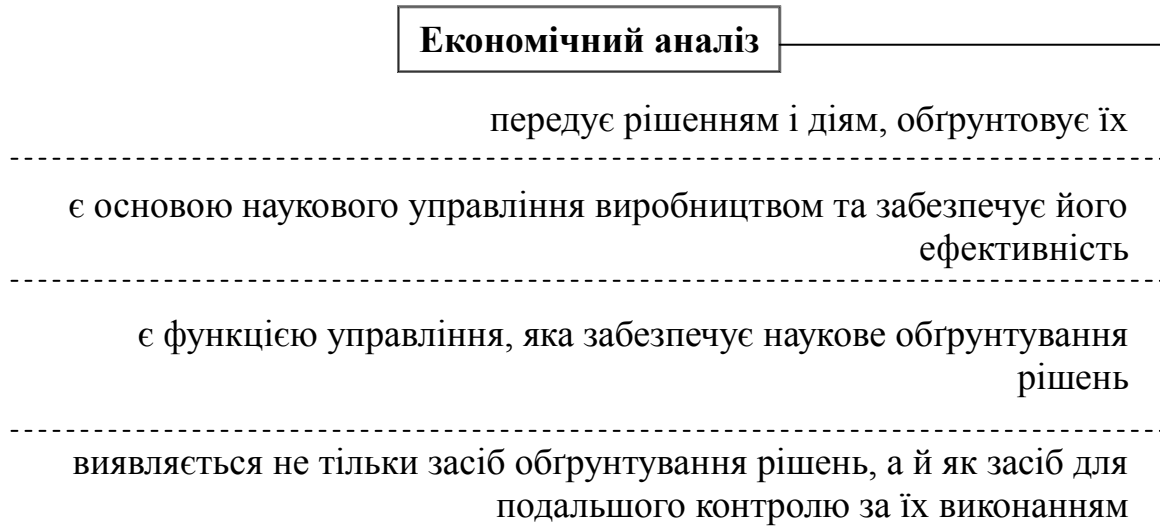 Економічний аналіз
передує рішенням і діям, обґрунтовує їх
є основою наукового управління виробництвом та забезпечує його
ефективність
є функцією управління, яка забезпечує наукове обґрунтування
рішень
виявляється не тільки засіб обґрунтування рішень, а й як засіб для
подальшого контролю за їх виконанням